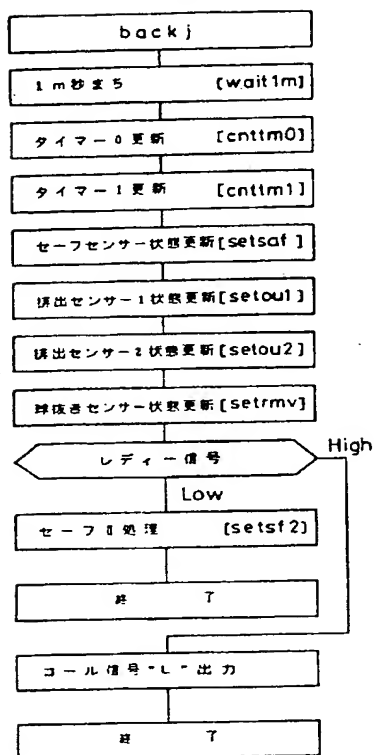 backj
1m秒まち [wait1m]
タイマー0更新 [cnttm0]
タイマー1更新 [cnttm1]
セーフセンサー状態更新[setsaf]
排出センサー1状態更新[setou1]
排出センサー2状態更新[setou2]
球抜きセンサー状態更新[setrmv]
レディー信号
High
Low
セーフⅡ処理 [setsf2]
終 了
コール信号"L"出力
終 了